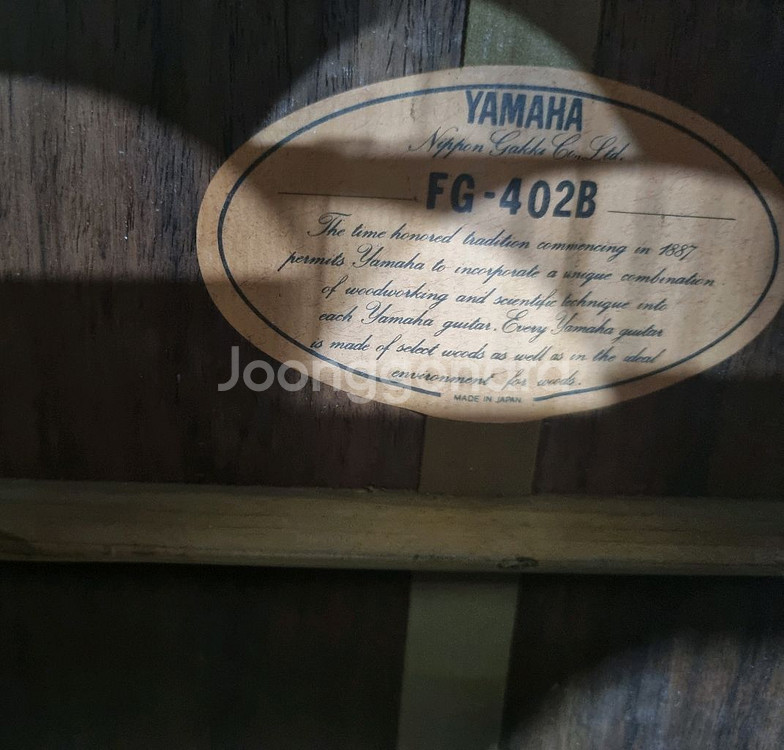 YAMAHA
Nippon Gakki Co., Ltd.
FG-402B
The time honored tradition commencing in 1887
permits Yamaha to incorporate a unique combination
of woodworking and scientific technique into
each Yamaha guitar. Every Yamaha guitar
is made of select woods as well as in the ideal
environment for woods.
MADE IN JAPAN
Joonggonara